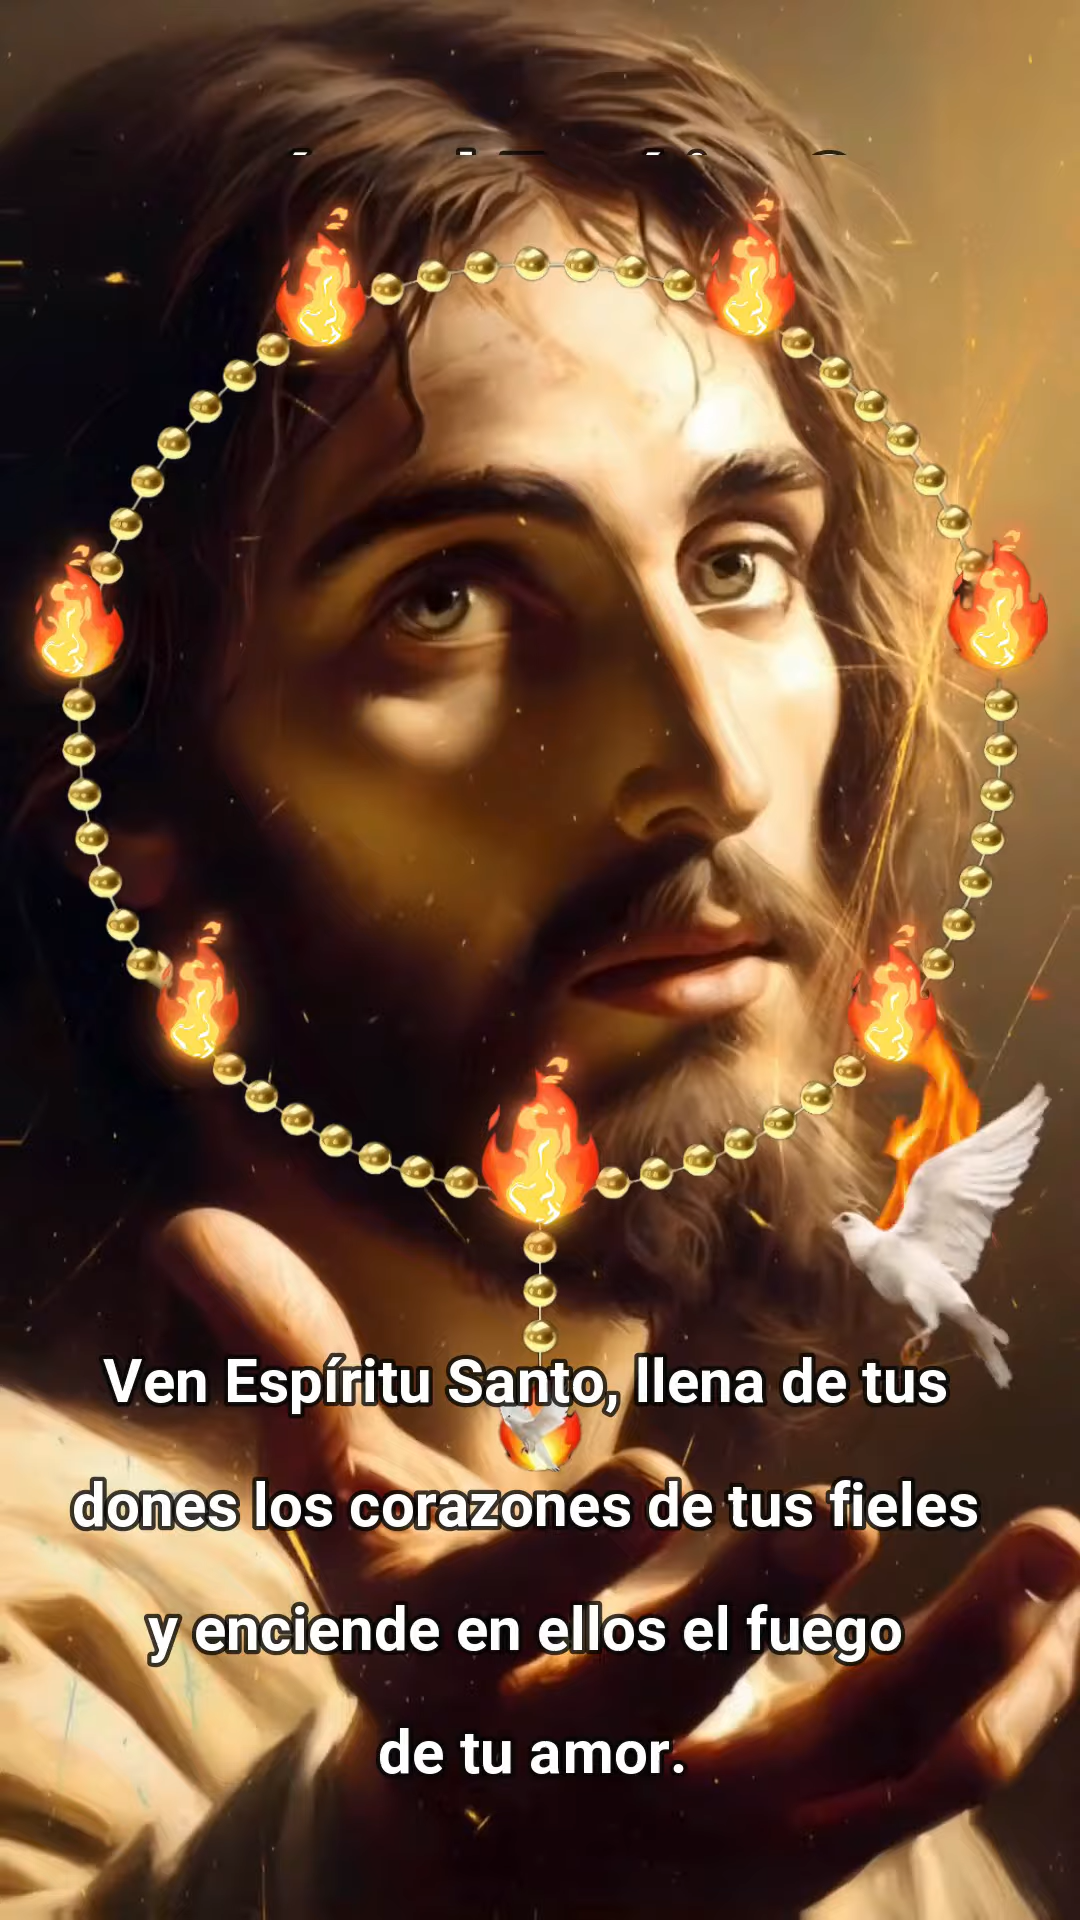 Ven Espíritu Santo, llena de tus
dones los corazones de tus fieles
y enciende en ellos el fuego
de tu amor.